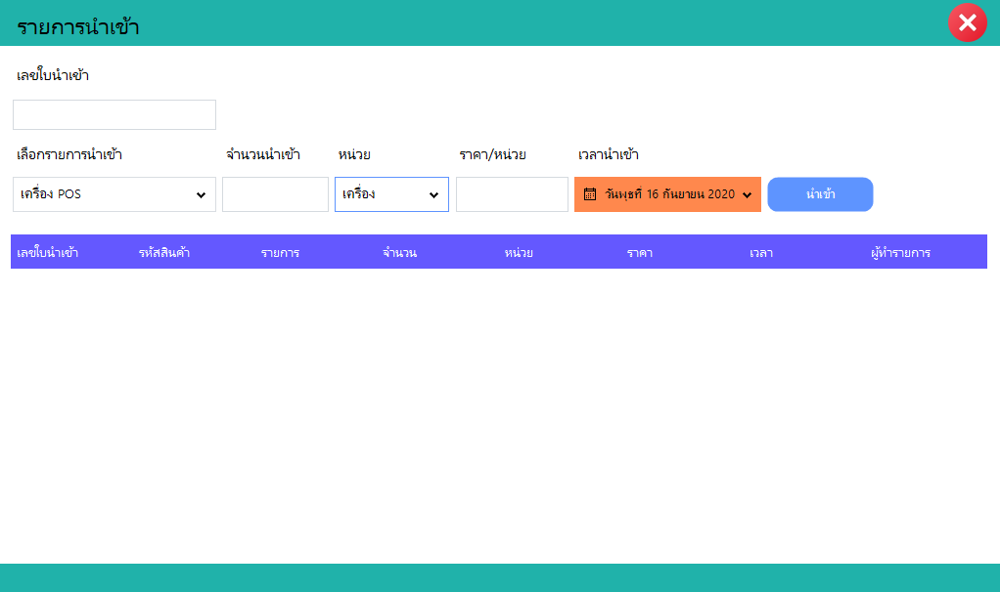 รายการนำเข้า
เลขใบนำเข้า
เลือกรายการนำเข้า จำนวนนำเข้า หน่วย ราคา/หน่วย เวลานำเข้า
เครื่อง POS เครื่อง วันพุธที่ 16 กันยายน 2020 นำเข้า
เลขใบนำเข้า รหัสสินค้า รายการ จำนวน หน่วย ราคา เวลา ผู้ทำรายการ